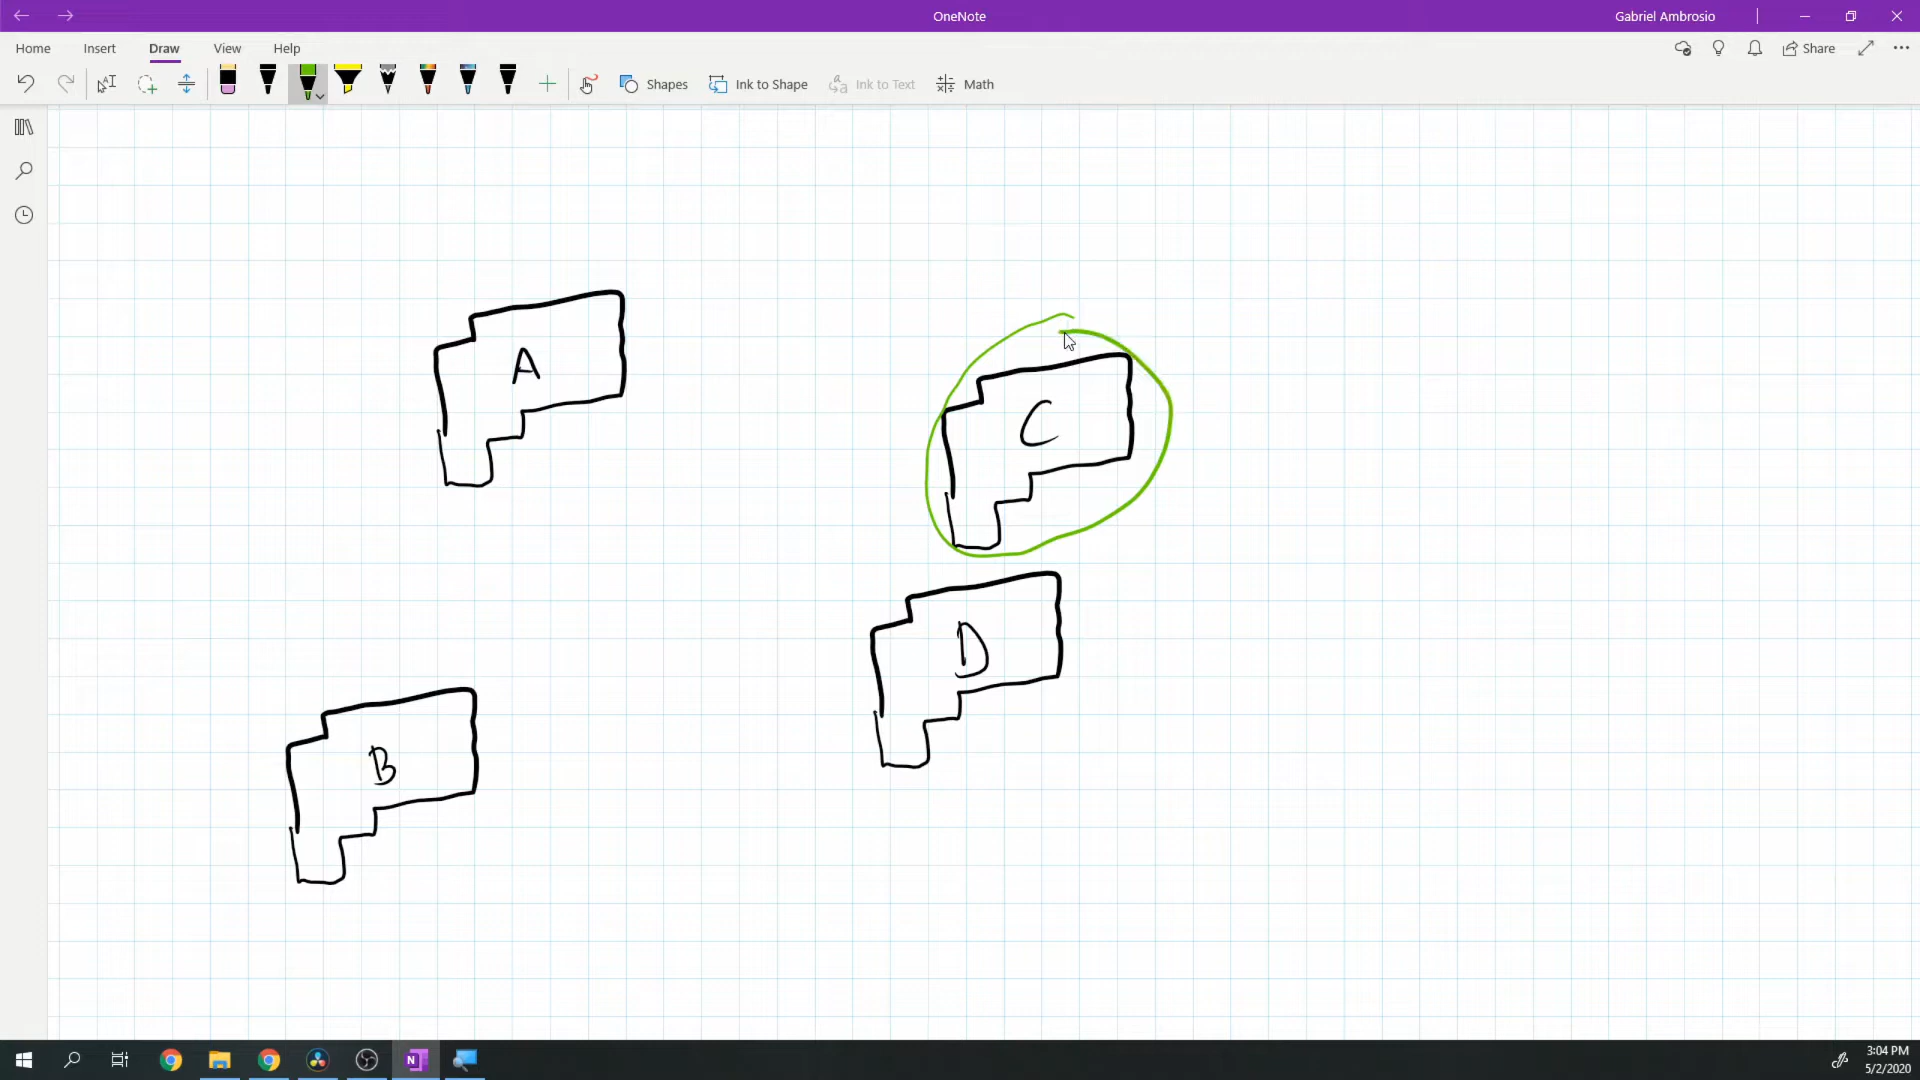 OneNote
Gabriel Ambrosio
Home Insert Draw View Help
Share
Shapes Ink to Shape Ink to Text Math
A
C
D
B
3:04 PM
5/2/2020